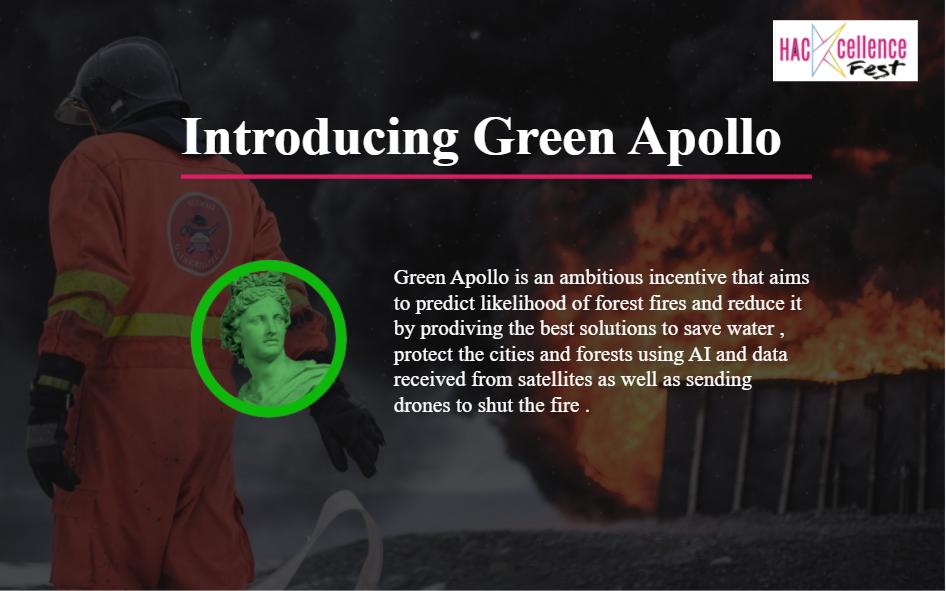 HACXcellence
Fest
Introducing Green Apollo
Green Apollo is an ambitious incentive that aims
to predict likelihood of forest fires and reduce it
by prodiving the best solutions to save water ,
protect the cities and forests using AI and data
received from satellites as well as sending
drones to shut the fire .